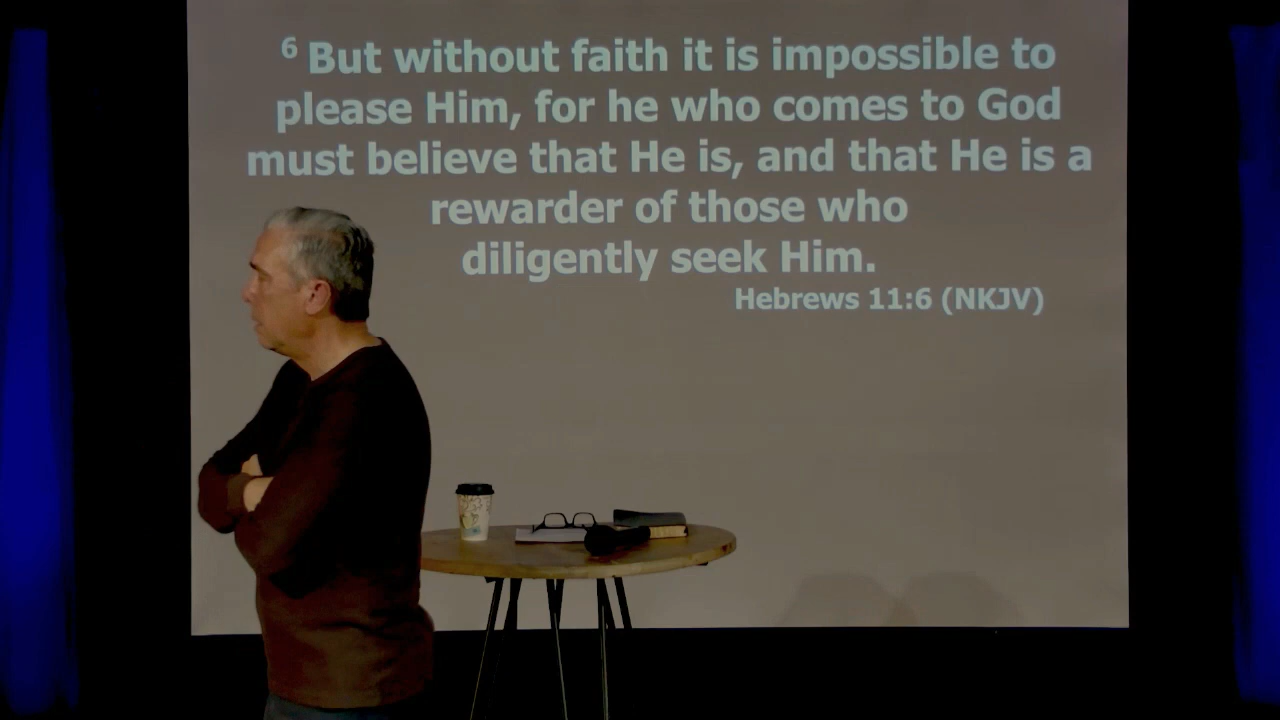 6 But without faith it is impossible to
please Him, for he who comes to God
must believe that He is, and that He is a
rewarder of those who
diligently seek Him.
Hebrews 11:6 (NKJV)